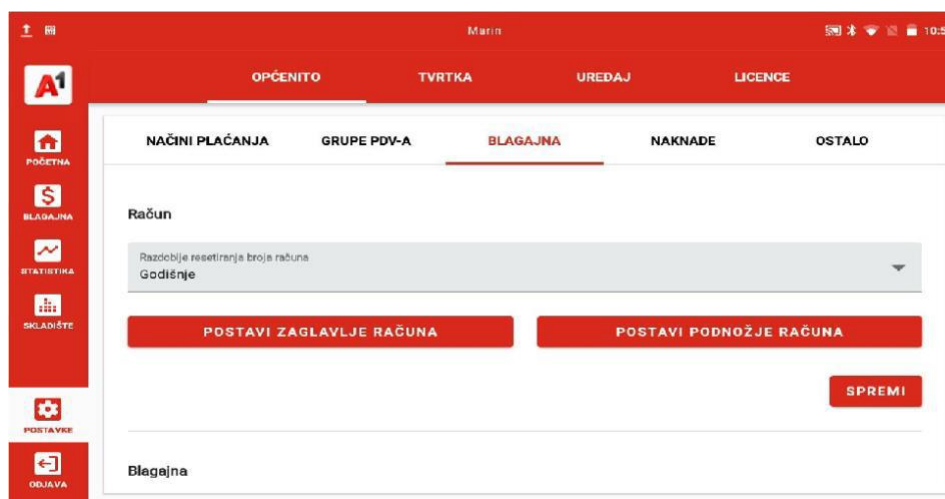 Marin
10:5
A1
OPĆENITO TVRTKA UREĐAJ LICENCE
NAČINI PLAĆANJA GRUPE PDV-A BLAGAJNA NAKNADE OSTALO
POČETNA
BLAGAJNA
STATISTIKA
SKLADIŠTE
POSTAVKE
ODJAVA
Račun
Razdoblje resetiranja broja računa
Godišnje
POSTAVI ZAGLAVLJE RAČUNA POSTAVI PODNOŽJE RAČUNA
SPREMI
Blagajna